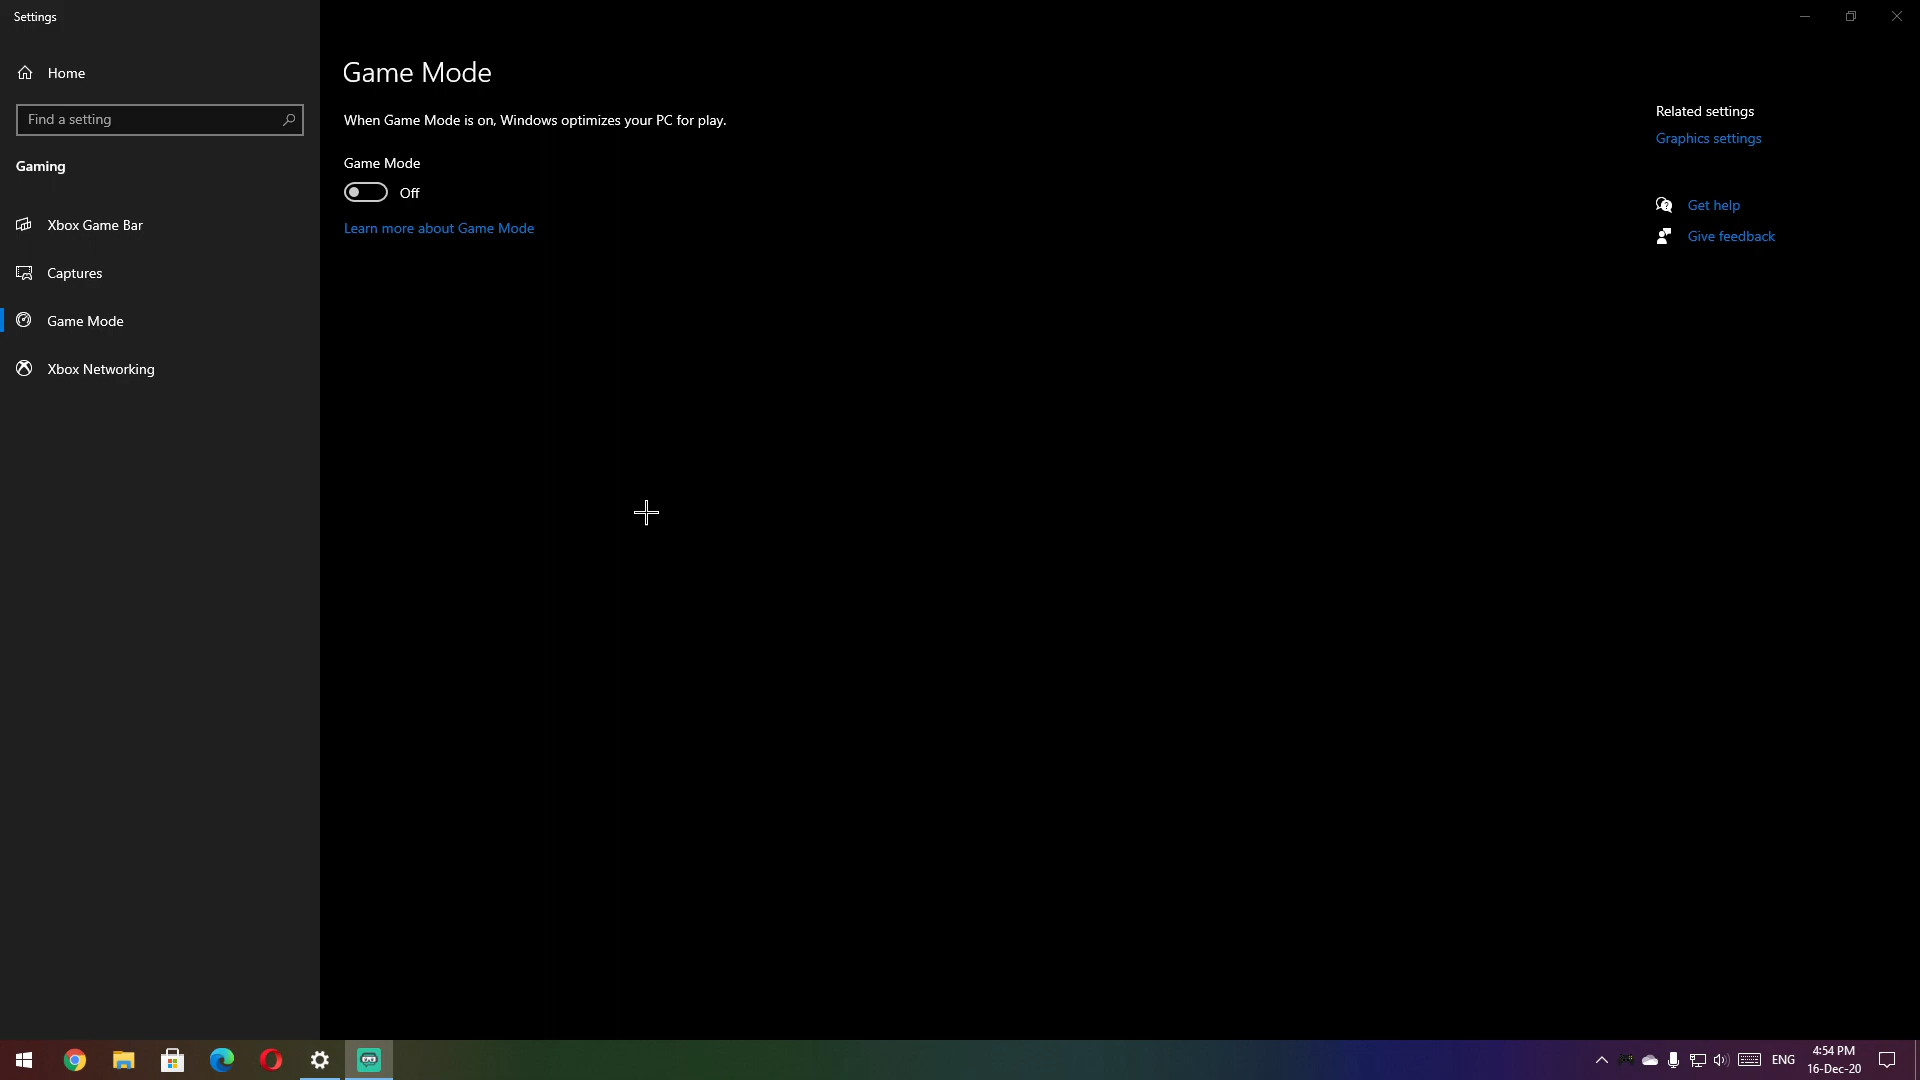 Settings
Home
Find a setting
Gaming
Xbox Game Bar
Captures
Game Mode
Xbox Networking
Game Mode
When Game Mode is on, Windows optimizes your PC for play.
Game Mode
Off
Learn more about Game Mode
Related settings
Graphics settings
Get help
Give feedback
ENG
4:54 PM
16-Dec-20